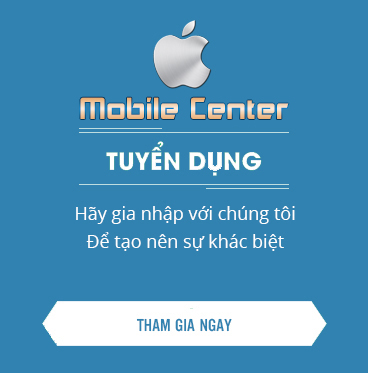 Mobile Center
TUYỂN DỤNG
Hãy gia nhập với chúng tôi
Để tạo nên sự khác biệt
THAM GIA NGAY